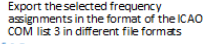 Export the selected frequency
assignments in the format of the ICAO
COM list 3 in different file formats